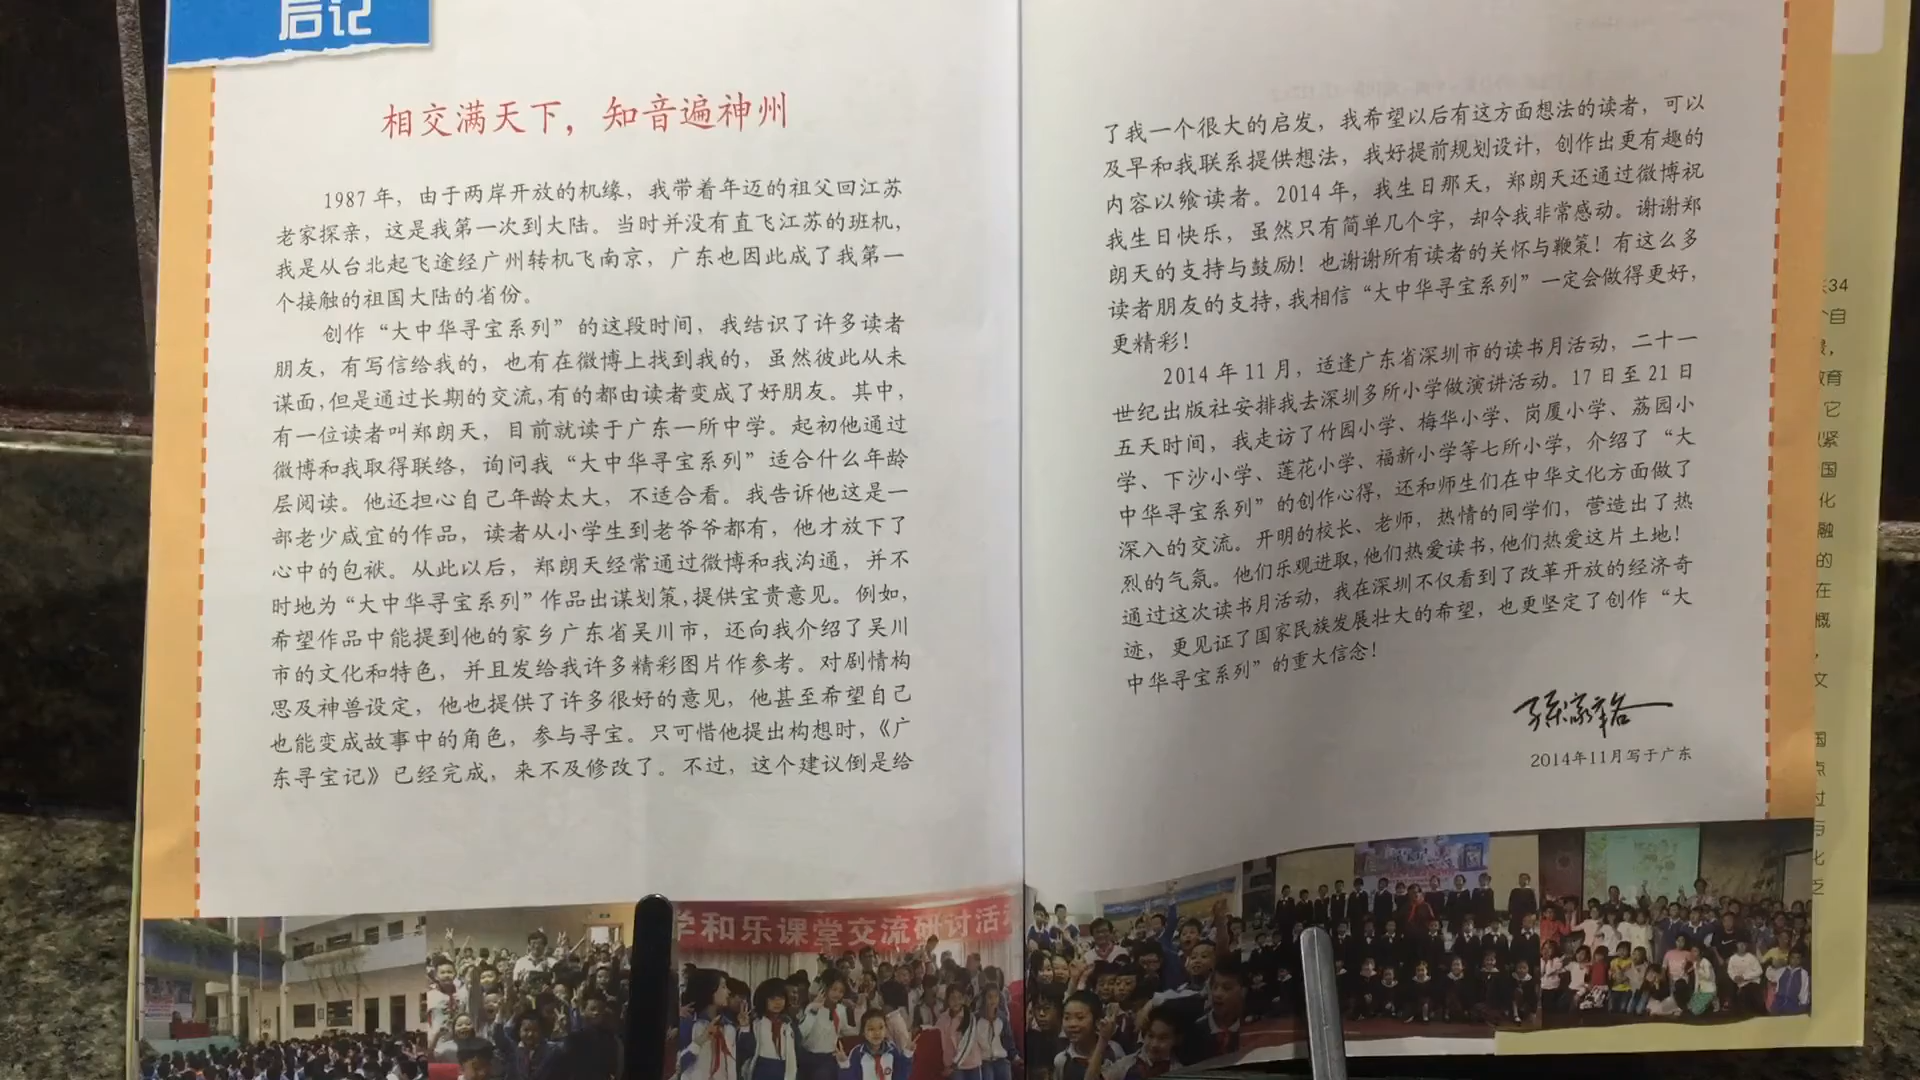 后记
相交满天下，知音遍神州
1987年，由于两岸开放的机缘，我带着年迈的祖父回江苏
老家探亲，这是我第一次到大陆。当时并没有直飞江苏的班机，
我是从台北起飞途经广州转机飞南京，广东也因此成了我第一
个接触的祖国大陆的省份。
创作“大中华寻宝系列”的这段时间，我结识了许多读者
朋友，有写信给我的，也有在微博上找到我的，虽然彼此从未
谋面，但是通过长期的交流，有的都由读者变成了好朋友。其中，
有一位读者叫郑朗天，目前就读于广东一所中学。起初他通过
微博和我取得联络，询问我“大中华寻宝系列”适合什么年龄
层阅读。他还担心自己年龄太大，不适合看。我告诉他这是一
部老少咸宜的作品，读者从小学生到老爷爷都有，他才放下了
心中的包袱。从此以后，郑朗天经常通过微博和我沟通，并不
时地为“大中华寻宝系列”作品出谋划策，提供宝贵意见。例如，
希望作品中能提到他的家乡广东省吴川市，还向我介绍了吴川
市的文化和特色，并且发给我许多精彩图片作参考。对剧情构
思及神兽设定，他也提供了许多很好的意见，他甚至希望自己
也能变成故事中的角色，参与寻宝。只可惜他提出构想时，《广
东寻宝记》已经完成，来不及修改了。不过，这个建议倒是给
了我一个很大的启发，我希望以后有这方面想法的读者，可以
及早和我联系提供想法，我好提前规划设计，创作出更有趣的
内容以飨读者。2014年，我生日那天，郑朗天还通过微博祝
我生日快乐，虽然只有简单几个字，却令我非常感动。谢谢郑
朗天的支持与鼓励！也谢谢所有读者的关怀与鞭策！有这么多
读者朋友的支持，我相信“大中华寻宝系列”一定会做得更好，
更精彩！
2014年11月，适逢广东省深圳市的读书月活动，二十一
世纪出版社安排我去深圳多所小学做演讲活动。17日至21日
五天时间，我走访了竹园小学、梅华小学、岗厦小学、荔园小
学、下沙小学、莲花小学、福新小学等七所小学，介绍了“大
中华寻宝系列”的创作心得，还和师生们在中华文化方面做了
深入的交流。开明的校长、老师，热情的同学们，营造出了热
烈的气氛。他们乐观进取，他们热爱读书，他们热爱这片土地！
通过这次读书月活动，我在深圳不仅看到了改革开放的经济奇
迹，更见证了国家民族发展壮大的希望，也更坚定了创作“大
中华寻宝系列”的重大信念！
孙家裕
2014年11月写于广东
学和乐课堂交流研讨活
34
个自
教育
它
紧
国
化
融
的
在
概
，
文
国
点
过
与
化
乏